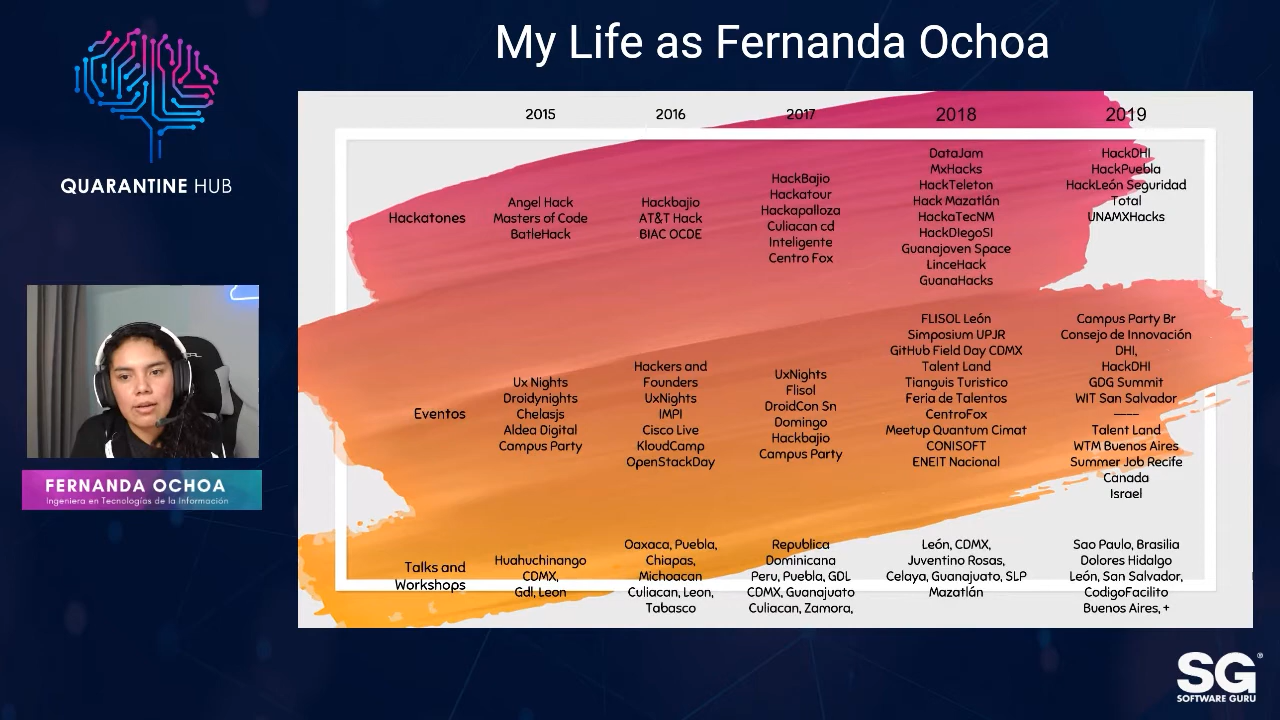 My Life as Fernanda Ochoa
QUARANTINE HUB
FERNANDA OCHOA
Ingeniera en Tecnologías de la Información
2015
2016
2017
2018
2019
Hackatones
Angel Hack
Masters of Code
BatleHack
Hackbajio
AT&T Hack
BIAC OCDE
HackBajio
Hackatour
Hackapalloza
Culiacan cd
Inteligente
Centro Fox
DataJam
MxHacks
HackTeleton
Hack Mazatlán
HackaTecNM
HackDIegoSI
Guanajoven Space
LinceHack
GuanaHacks
HackDHI
HackPuebla
HackLeón Seguridad
Total
UNAMXHacks
Eventos
Ux Nights
Droidynights
Chelasjs
Aldea Digital
Campus Party
Hackers and
Founders
UxNights
IMPI
Cisco Live
KloudCamp
OpenStackDay
UxNights
Flisol
DroidCon Sn
Domingo
Hackbajio
Campus Party
FLISOL León
Simposium UPJR
GitHub Field Day CDMX
Talent Land
Tianguis Turistico
Feria de Talentos
CentroFox
Meetup Quantum Cimat
CONISOFT
ENEIT Nacional
Campus Party Br
Consejo de Innovación
DHI,
HackDHI
GDG Summit
WIT San Salvador
-----
Talent Land
WTM Buenos Aires
Summer Job Recife
Canada
Israel
Talks and
Workshops
Huahuchinango
CDMX,
Gdl, Leon
Oaxaca, Puebla,
Chiapas,
Michoacan
Culiacan, Leon,
Tabasco
Republica
Dominicana
Peru, Puebla, GDL
CDMX, Guanajuato
Culiacan, Zamora,
León, CDMX,
Juventino Rosas,
Celaya, Guanajuato, SLP
Mazatlán
Sao Paulo, Brasilia
Dolores Hidalgo
León, San Salvador,
CodigoFacilito
Buenos Aires, +
SG®
SOFTWARE GURU